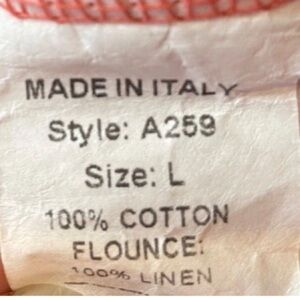 MADE IN ITALY
Style: A259
Size: L
100% COTTON
FLOUNCE:
100% LINEN